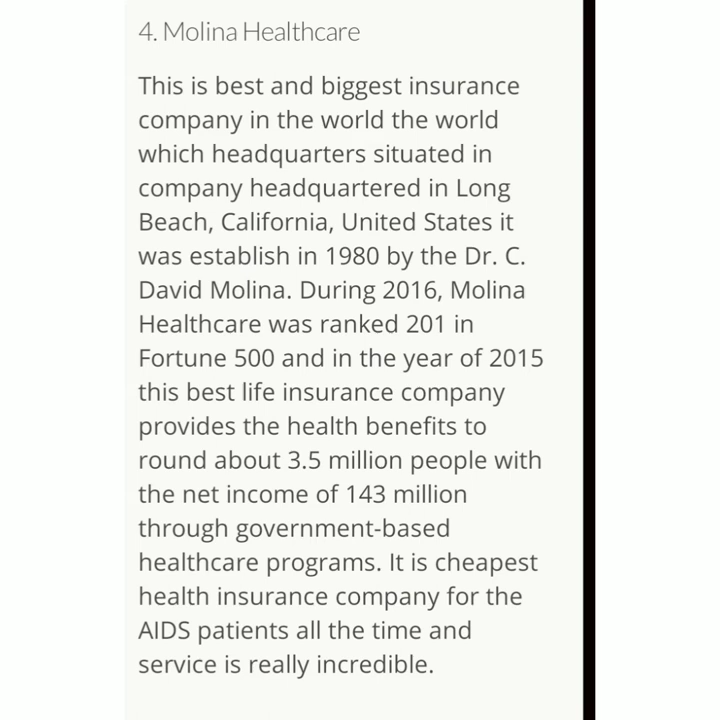 4. Molina Healthcare
This is best and biggest insurance
company in the world the world
which headquarters situated in
company headquartered in Long
Beach, California, United States it
was establish in 1980 by the Dr. C.
David Molina. During 2016, Molina
Healthcare was ranked 201 in
Fortune 500 and in the year of 2015
this best life insurance company
provides the health benefits to
round about 3.5 million people with
the net income of 143 million
through government-based
healthcare programs. It is cheapest
health insurance company for the
AIDS patients all the time and
service is really incredible.